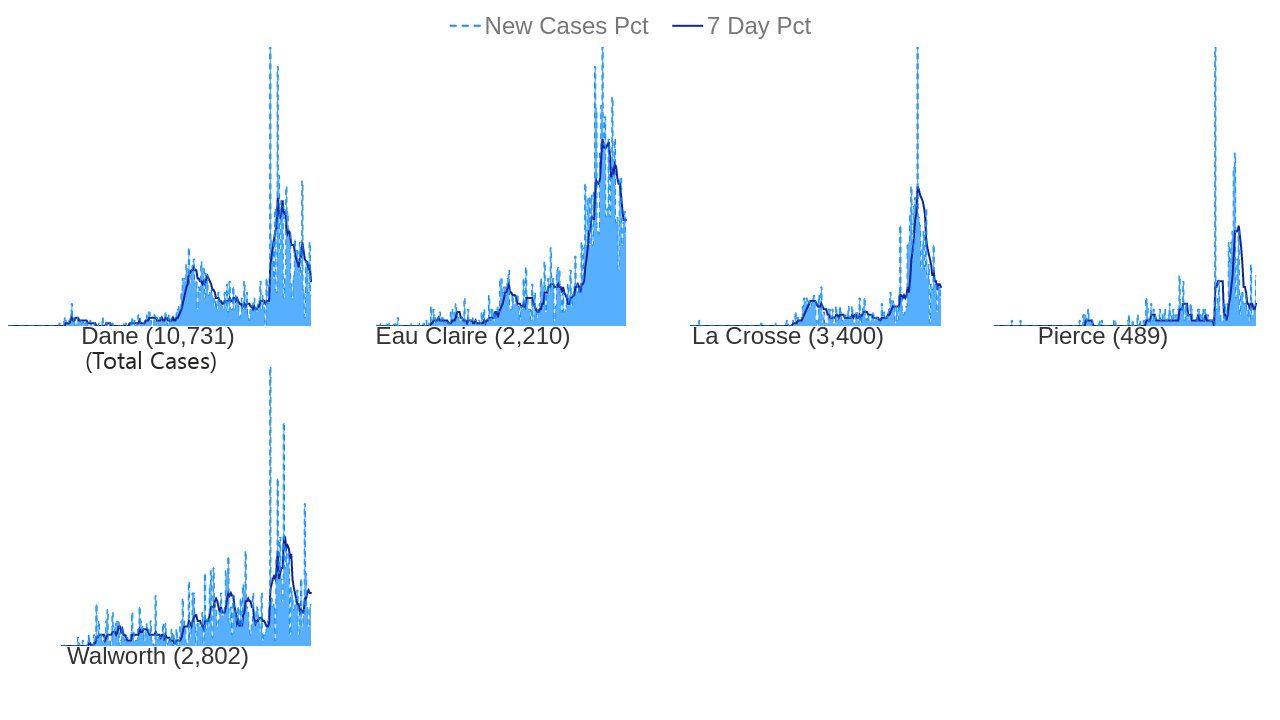 New Cases Pct 7 Day Pct
Dane (10,731)
(Total Cases)
Eau Claire (2,210)
La Crosse (3,400)
Pierce (489)
Walworth (2,802)